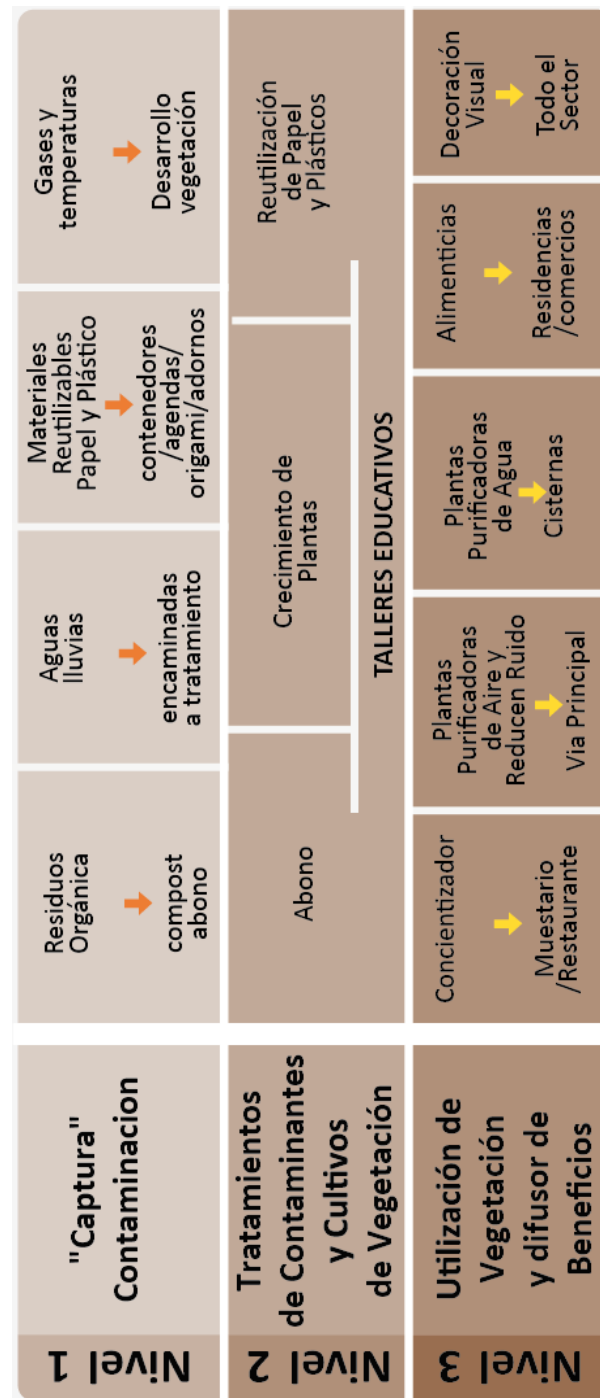 Nivel 1
"Captura"
Contaminacion
Residuos
Orgánica
compost
abono
Aguas
lluvias
encaminadas
a tratamiento
Materiales
Reutilizables
Papel y Plástico
contenedores
/agendas/
origami/adornos
Gases y
temperaturas
Desarrollo
vegetación
Nivel 2
Tratamientos
de Contaminantes
y Cultivos
de Vegetación
Abono
Crecimiento de
Plantas
Reutilización
de Papel
y Plásticos
TALLERES EDUCATIVOS
Nivel 3
Utilización de
Vegetación
y difusor de
Beneficios
Concientizador
Muestario
/Restaurante
Plantas
Purificadoras
de Aire y
Reducen Ruido
Via Principal
Plantas
Purificadoras
de Agua
Cisternas
Alimenticias
Residencias
/comercios
Decoración
Visual
Todo el
Sector